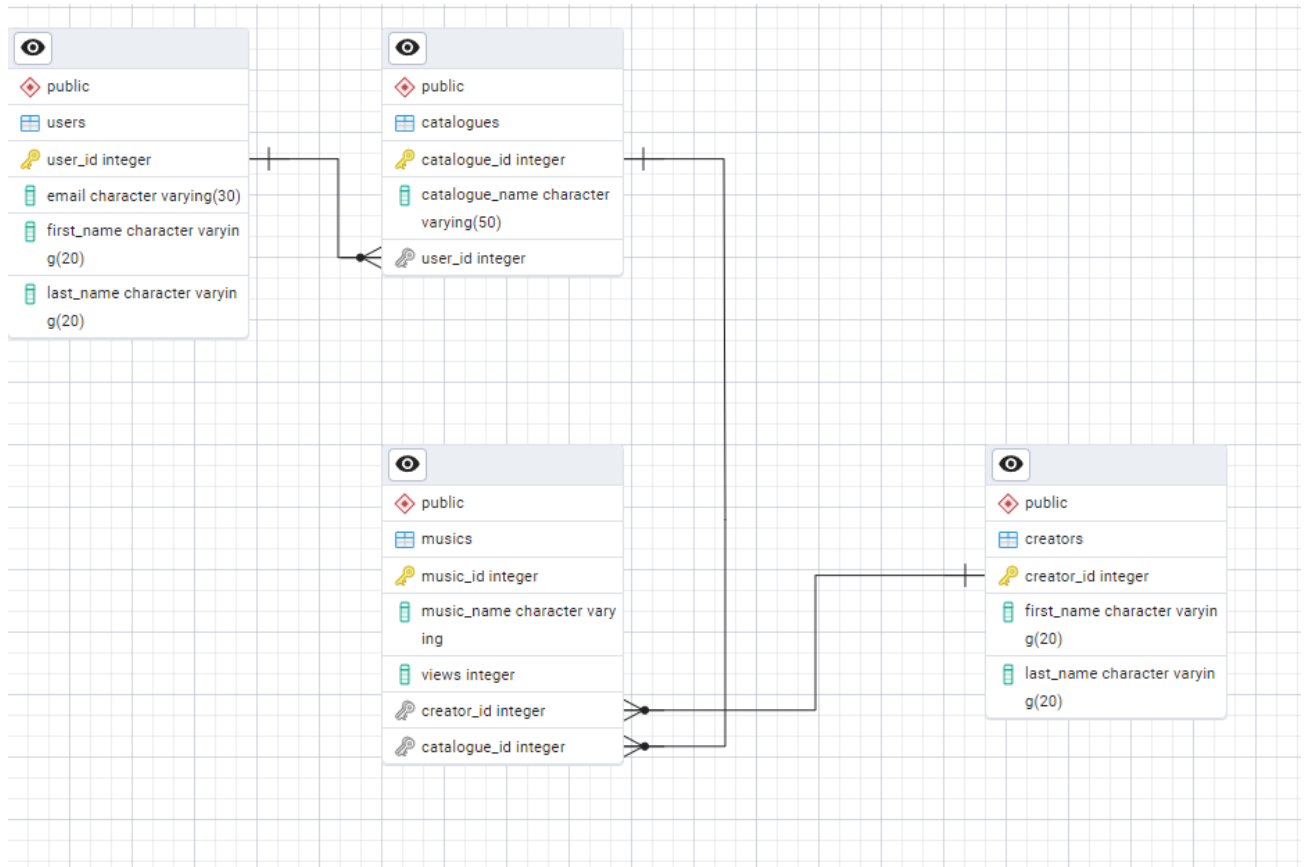 public
users
user_id integer
email character varying(30)
first_name character varyin
g(20)
last_name character varyin
g(20)
public
catalogues
catalogue_id integer
catalogue_name character
varying(50)
user_id integer
public
musics
music_id integer
music_name character vary
ing
views integer
creator_id integer
catalogue_id integer
public
creators
creator_id integer
first_name character varyin
g(20)
last_name character varyin
g(20)